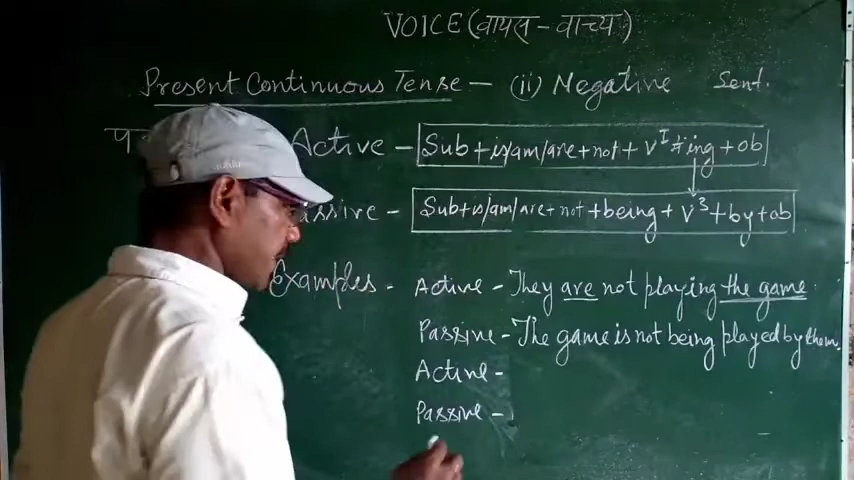 VOICE (वायस - वाच्य)
Present Continuous Tense - (ii) Negative Sent.
Active - Sub + is/am/are + not + V¹ + ing + ob
Sub + is/am/are + not + being + V³ + by + ob
Examples - Active - They are not playing the game.
Passive - The game is not being played by them.
Active -
Passive -